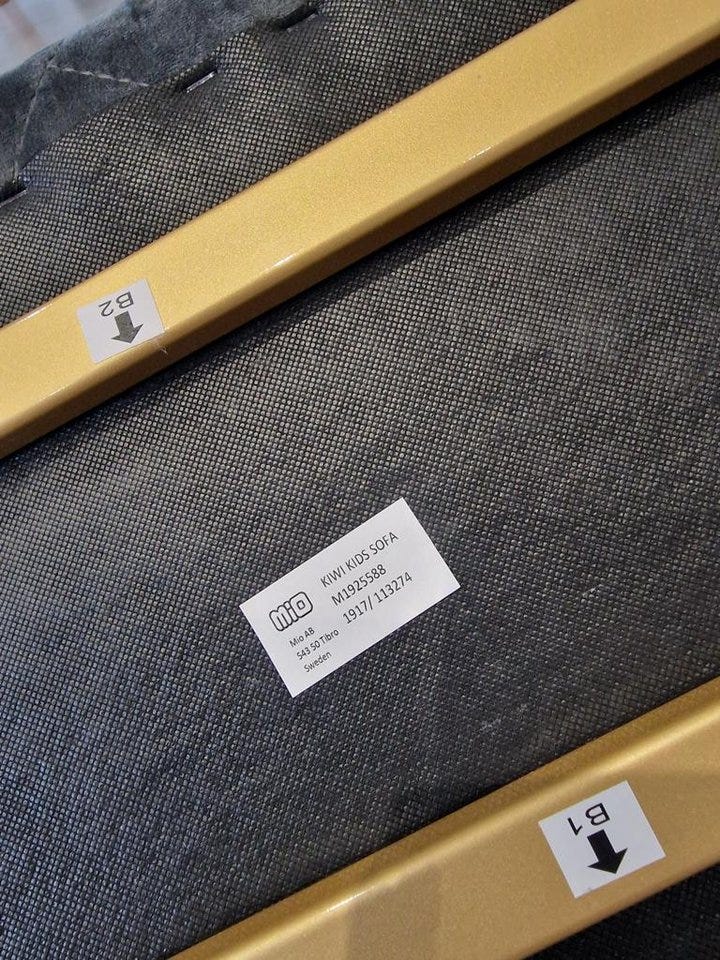 B2
KIWI KIDS SOFA
M1925588
1917/113274
MiO
Mio AB
543 50 Tibro
Sweden
B1